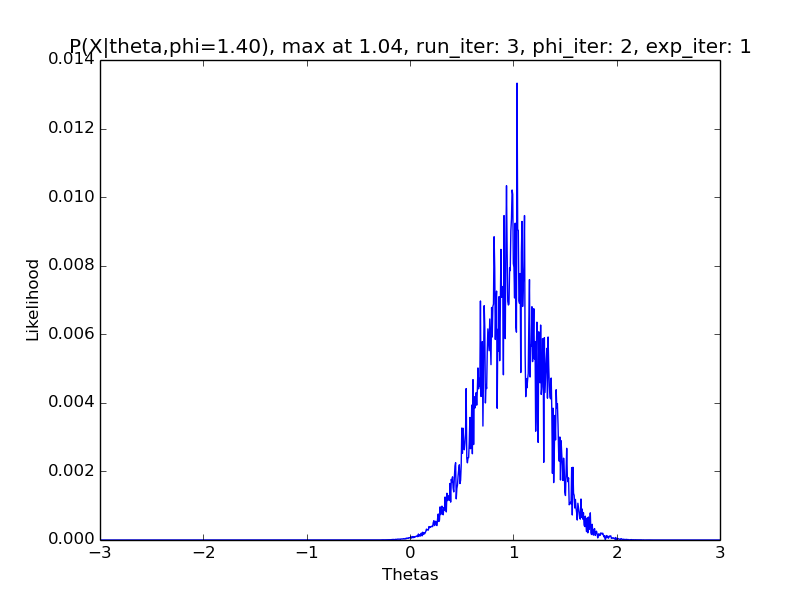 P(X|theta,phi=1.40), max at 1.04, run_iter: 3, phi_iter: 2, exp_iter: 1
0.014
0.012
0.010
0.008
0.006
0.004
0.002
0.000
Likelihood
−3 −2 −1 0 1 2 3
Thetas